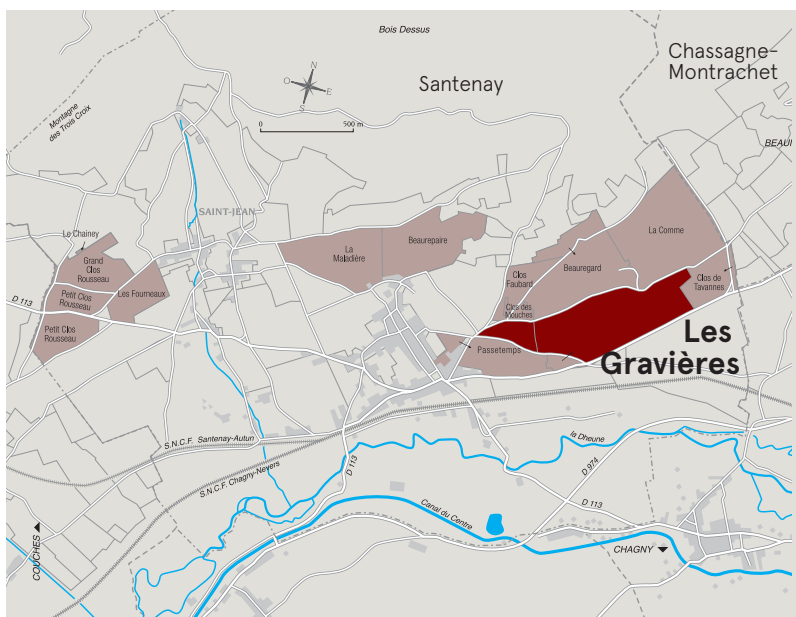 Bois Dessus
Chassagne-
Montrachet
N
O
E
S
Santenay
0
500 m
Montagne
des Trois Croix
BEAU
SAINT-JEAN
Le Chainey
Grand
Clos
Rousseau
Petit Clos
Rousseau
Les Fourneaux
D 113
Petit Clos
Rousseau
La
Maladière
Beaurepaire
La Comme
Clos
Faubard
Beauregard
Clos de
Tavannes
Clos des
Mouches
Passetemps
Les
Gravières
S.N.C.F. Santenay-Autun
S.N.C.F. Chagny-Nevers
D 113
la Dheune
D 974
D 113
Canal du Centre
COUCHES
CHAGNY